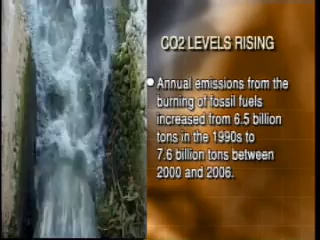 CO2 LEVELS RISING
Annual emissions from the
burning of fossil fuels
increased from 6.5 billion
tons in the 1990s to
7.6 billion tons between
2000 and 2006.